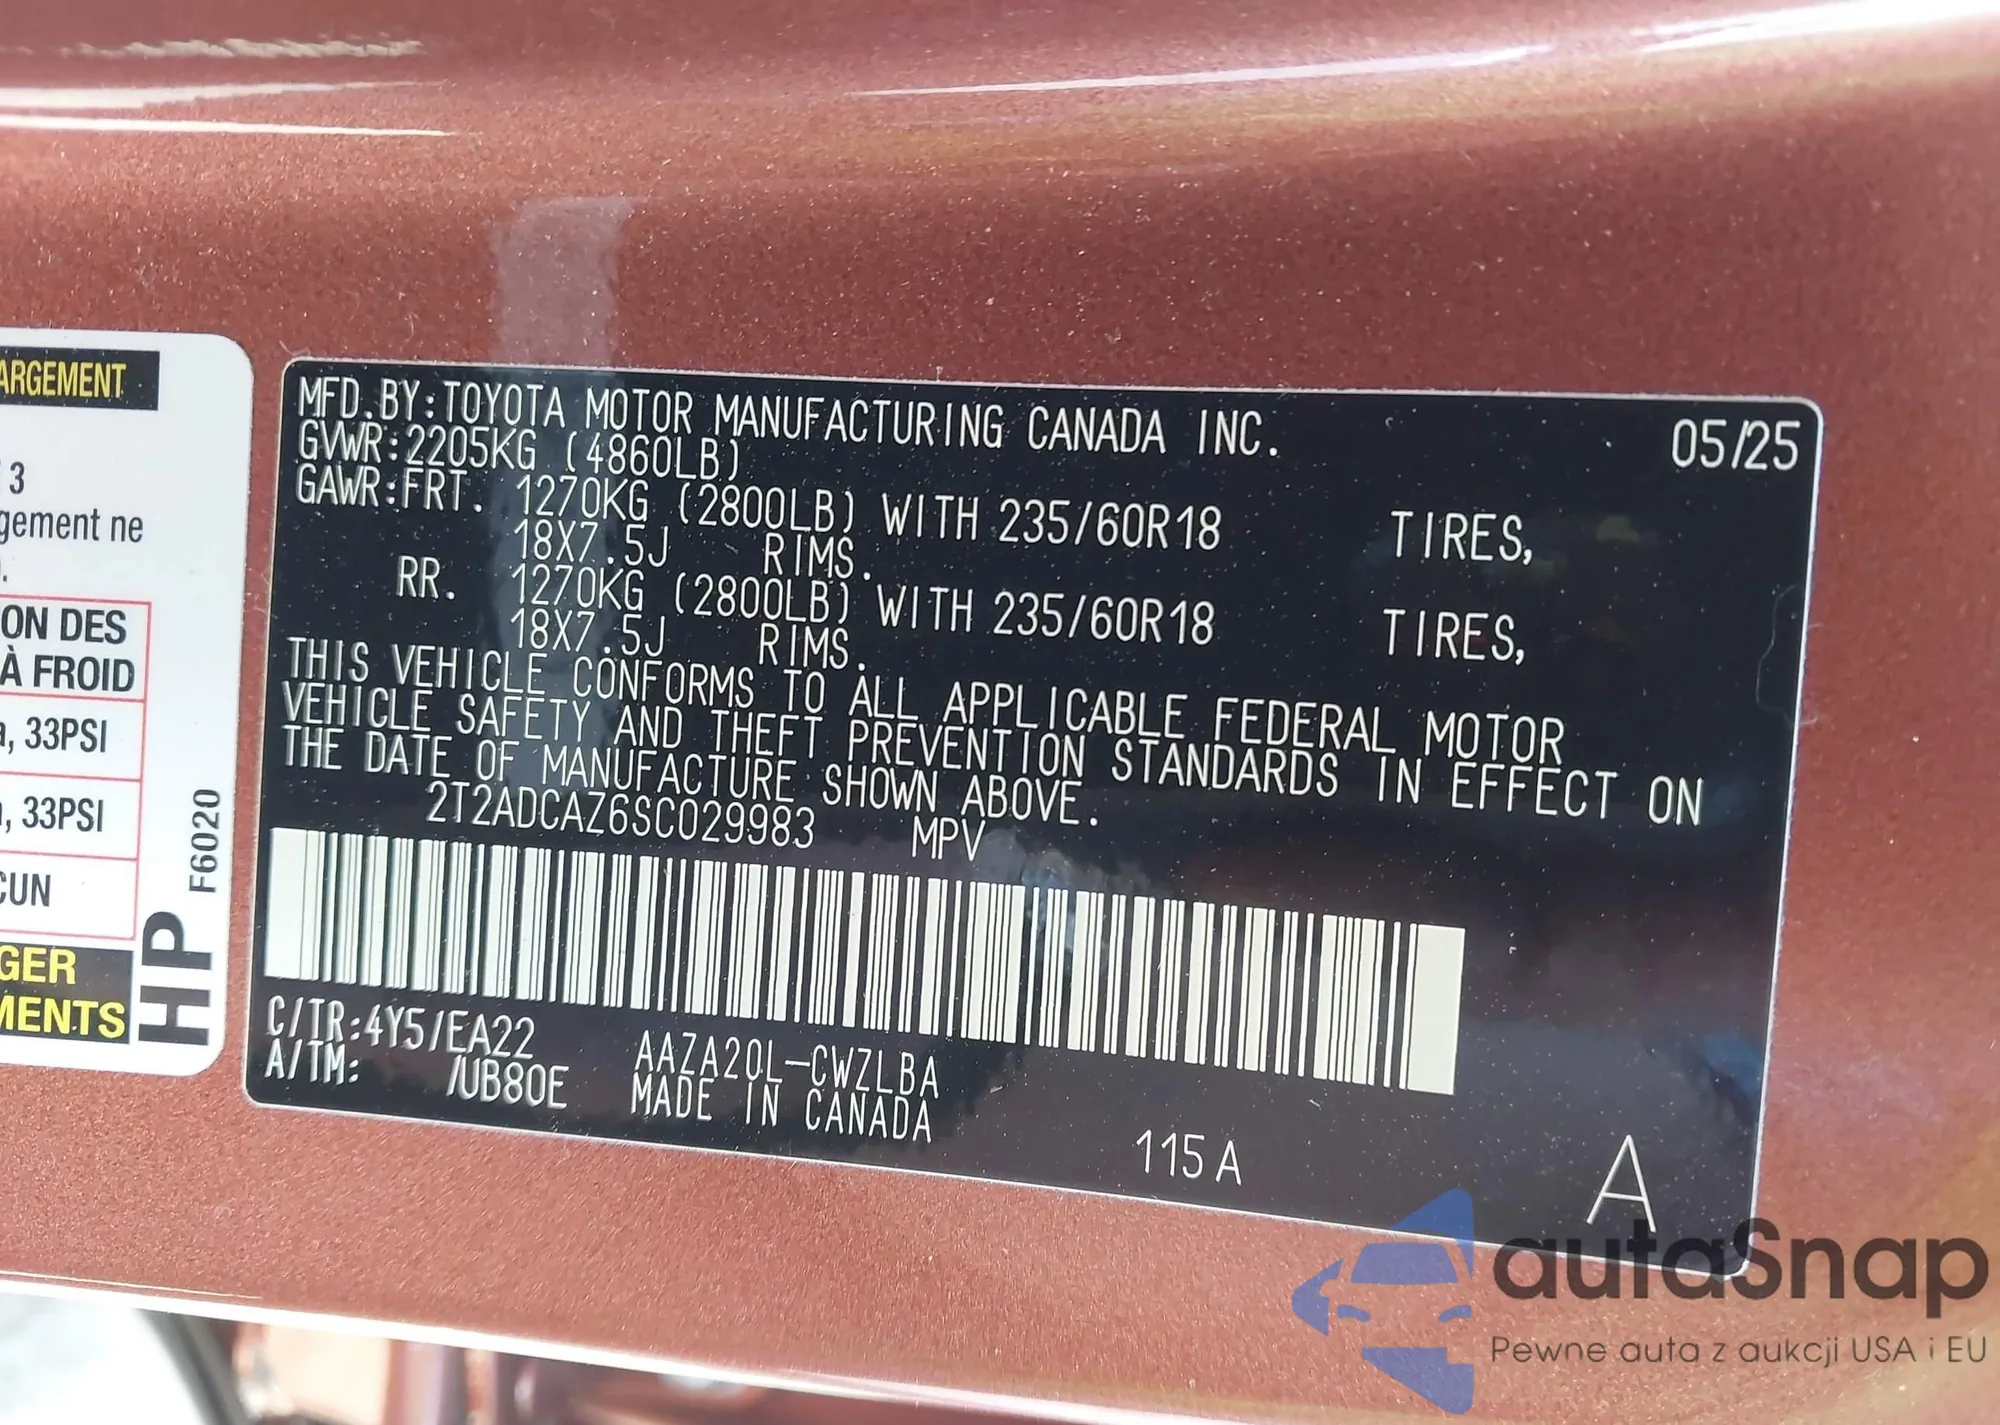 ARGEMENT
3
gement ne
ON DES
À FROID
, 33PSI
, 33PSI
CUN
GER
MENTS
HP
F6020
MFD.BY:TOYOTA MOTOR MANUFACTURING CANADA INC. 05/25
GVWR:2205KG (4860LB)
GAWR:FRT. 1270KG (2800LB) WITH 235/60R18 TIRES,
18X7.5J RIMS.
RR. 1270KG (2800LB) WITH 235/60R18 TIRES,
18X7.5J RIMS.
THIS VEHICLE CONFORMS TO ALL APPLICABLE FEDERAL MOTOR
VEHICLE SAFETY AND THEFT PREVENTION STANDARDS IN EFFECT ON
THE DATE OF MANUFACTURE SHOWN ABOVE.
2T2ADCAZ6SC029983 MPV
C/TR:4Y5/EA22 AAZA20L-CWZLBA
A/TM: /UB80E MADE IN CANADA
115A
A
autaSnap
Pewne auta z aukcji USA i EU